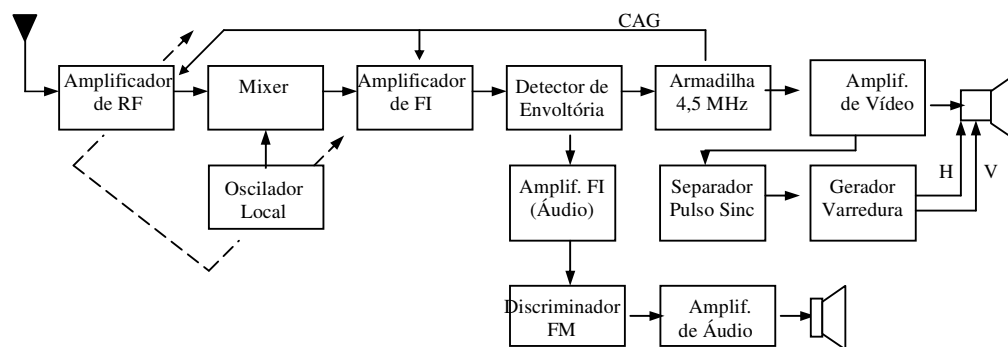 CAG
Amplificador
de RF
Mixer
Amplificador
de FI
Detector de
Envoltória
Armadilha
4,5 MHz
Amplif.
de Vídeo
Oscilador
Local
Amplif. FI
(Áudio)
Separador
Pulso Sinc
Gerador
Varredura
H
V
Discriminador
FM
Amplif.
de Áudio